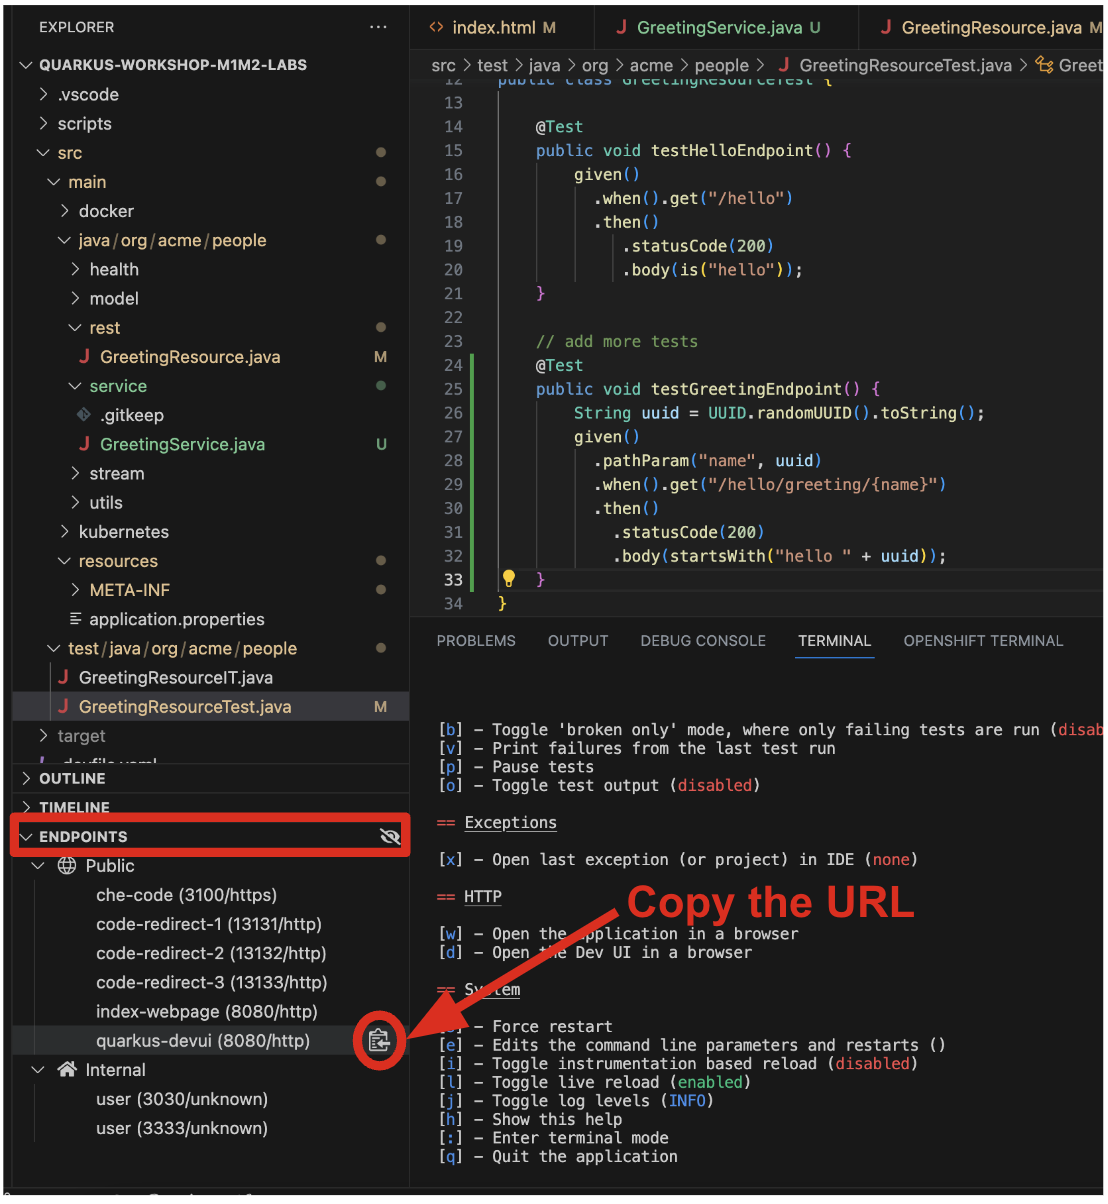 EXPLORER
QUARKUS-WORKSHOP-M1M2-LABS
.vscode
scripts
src
main
docker
java/org/acme/people
health
model
rest
J GreetingResource.java M
service
.gitkeep
J GreetingService.java U
stream
utils
kubernetes
resources
META-INF
application.properties
test/java/org/acme/people
J GreetingResourceIT.java
J GreetingResourceTest.java M
target
devfile.yaml
OUTLINE
TIMELINE
ENDPOINTS
Public
che-code (3100/https)
code-redirect-1 (13131/http)
code-redirect-2 (13132/http)
code-redirect-3 (13133/http)
index-webpage (8080/http)
quarkus-devui (8080/http)
Internal
user (3030/unknown)
user (3333/unknown)
<> index.html M
J GreetingService.java U
J GreetingResource.java M
src > test > java > org > acme > people > J GreetingResourceTest.java > Greet
12 public class GreetingResourceTest {
13
14 @Test
15 public void testHelloEndpoint() {
16 given()
17 .when().get("/hello")
18 .then()
19 .statusCode(200)
20 .body(is("hello"));
21 }
22
23 // add more tests
24 @Test
25 public void testGreetingEndpoint() {
26 String uuid = UUID.randomUUID().toString();
27 given()
28 .pathParam("name", uuid)
29 .when().get("/hello/greeting/{name}")
30 .then()
31 .statusCode(200)
32 .body(startsWith("hello " + uuid));
33 }
34 }
PROBLEMS OUTPUT DEBUG CONSOLE TERMINAL OPENSHIFT TERMINAL
[b] - Toggle 'broken only' mode, where only failing tests are run (disab
[v] - Print failures from the last test run
[p] - Pause tests
[o] - Toggle test output (disabled)
== Exceptions
[x] - Open last exception (or project) in IDE (none)
== HTTP
Copy the URL
[w] - Open the application in a browser
[d] - Open the Dev UI in a browser
== System
- Force restart
[e] - Edits the command line parameters and restarts ()
[i] - Toggle instrumentation based reload (disabled)
[l] - Toggle live reload (enabled)
[j] - Toggle log levels (INFO)
[h] - Show this help
[:] - Enter terminal mode
[q] - Quit the application